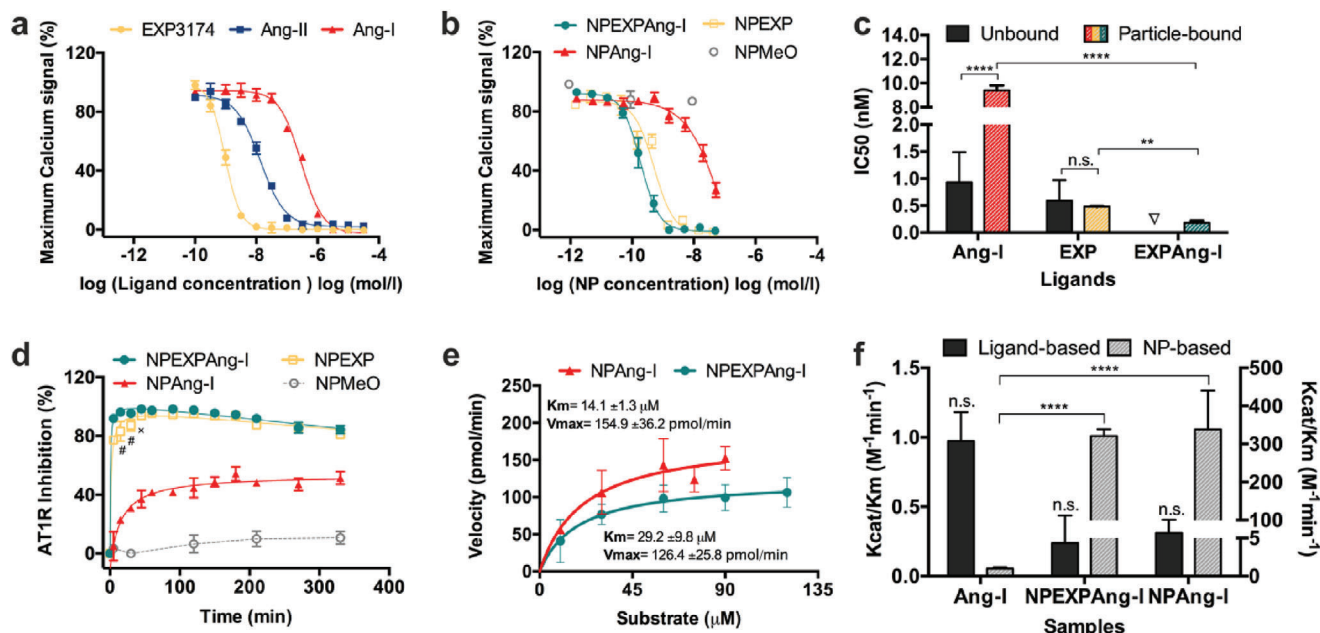 a
EXP3174 Ang-II Ang-I
Maximum Calcium signal (%)
120
80
40
0
-12 -10 -8 -6 -4
log (Ligand concentration ) log (mol/l)
b
NPEXPAng-I NPEXP
NPAng-I NPMeO
Maximum Calcium signal (%)
120
80
40
0
-12 -10 -8 -6
log (NP concentration) log (mol/l)
c
Unbound Particle-bound
IC50 (nM)
14.0
12.0
10.0
8.0
2.0
1.5
1.0
0.5
0.0
****
****
n.s.
**
Ang-I EXP EXPAng-I
Ligands
d
NPEXPAng-I NPEXP
NPAng-I NPMeO
AT1R Inhibition (%)
120
80
40
0
#
#
×
0 100 200 300 400
Time (min)
e
NPAng-I NPEXPAng-I
Velocity (pmol/min)
250
200
150
100
50
0
Km= 14.1 ±1.3 μM
Vmax= 154.9 ±36.2 pmol/min
Km= 29.2 ±9.8 μM
Vmax= 126.4 ±25.8 pmol/min
0 45 90 135
Substrate (μM)
f
Ligand-based NP-based
Kcat/Km (M⁻¹min⁻¹)
1.5
1.0
0.5
0.0
n.s.
****
****
n.s.
n.s.
500
400
300
200
100
5
0
Kcat/Km (M⁻¹min⁻¹)
Ang-I NPEXPAng-I NPAng-I
Samples